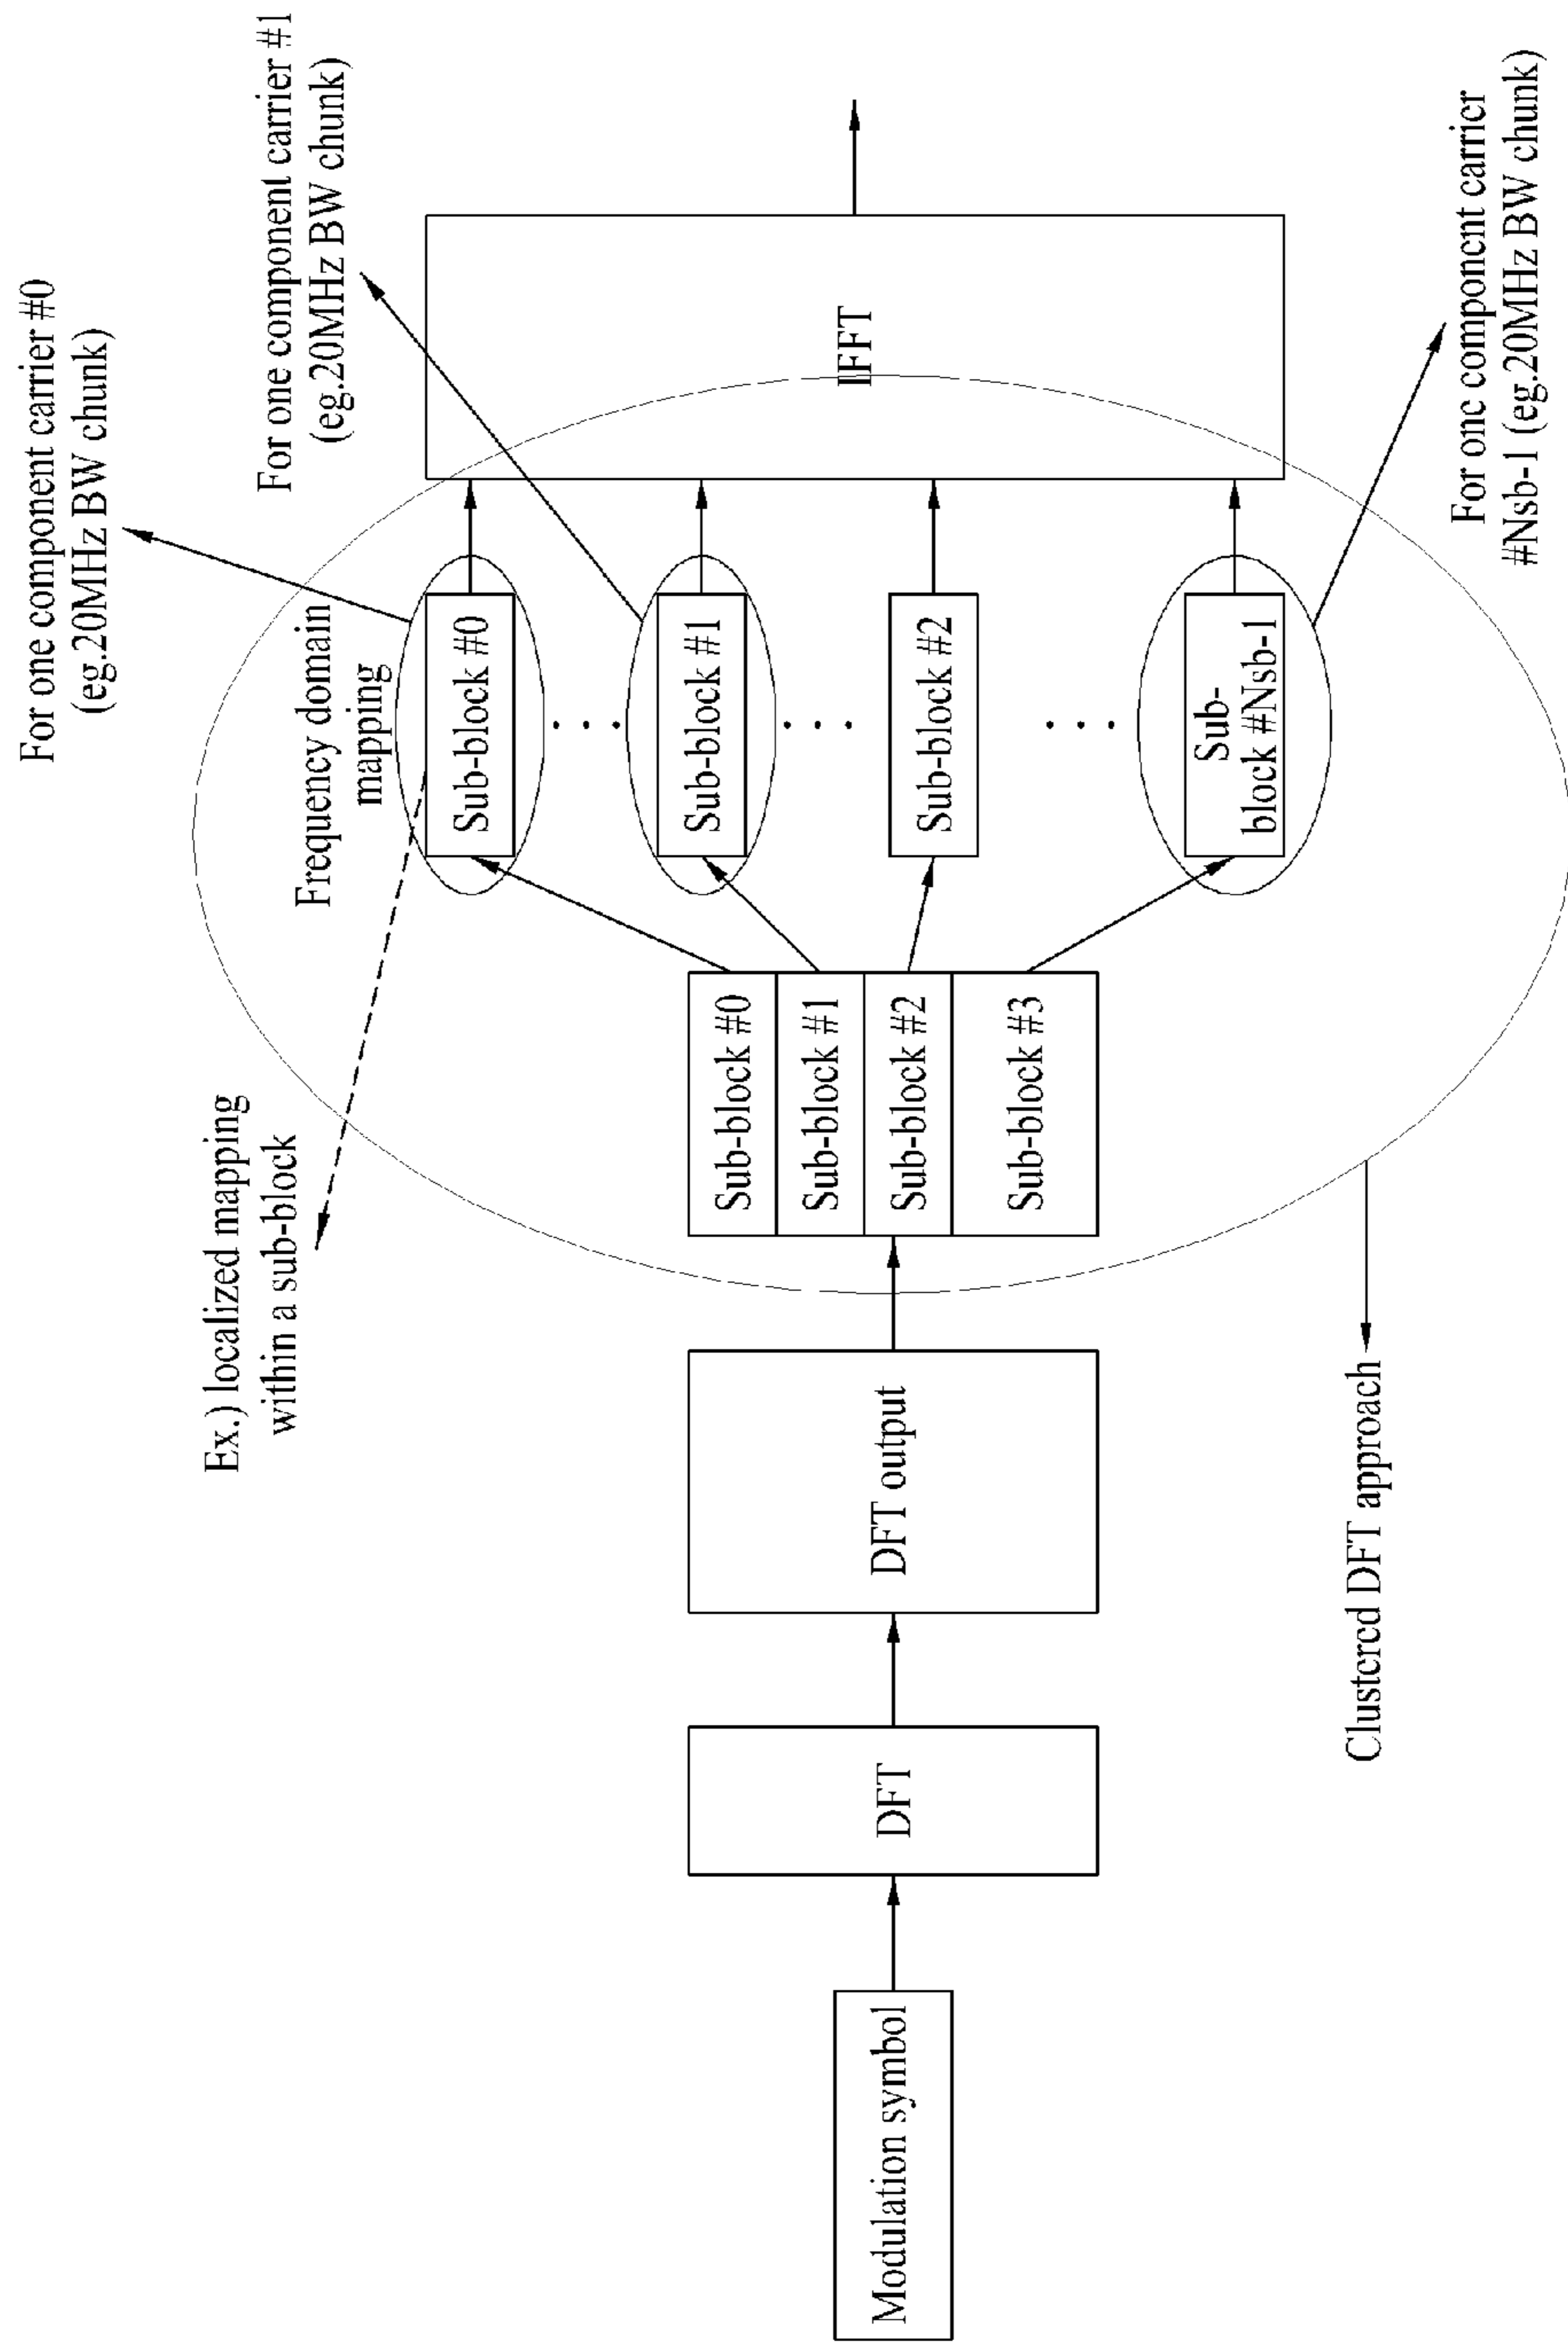 For one component carrier #0
(eg.20MHz BW chunk)
For one component carrier #1
(eg.20MHz BW chunk)
Ex.) localized mapping
within a sub-block
Frequency domain
mapping
Modulation symbol
DFT
DFT output
Sub-block #0
Sub-block #1
Sub-block #2
Sub-block #3
Sub-block #0
Sub-block #1
Sub-block #2
Sub-
block #Nsb-1
IFFT
Clustered DFT approach
For one component carrier
#Nsb-1 (eg.20MHz BW chunk)